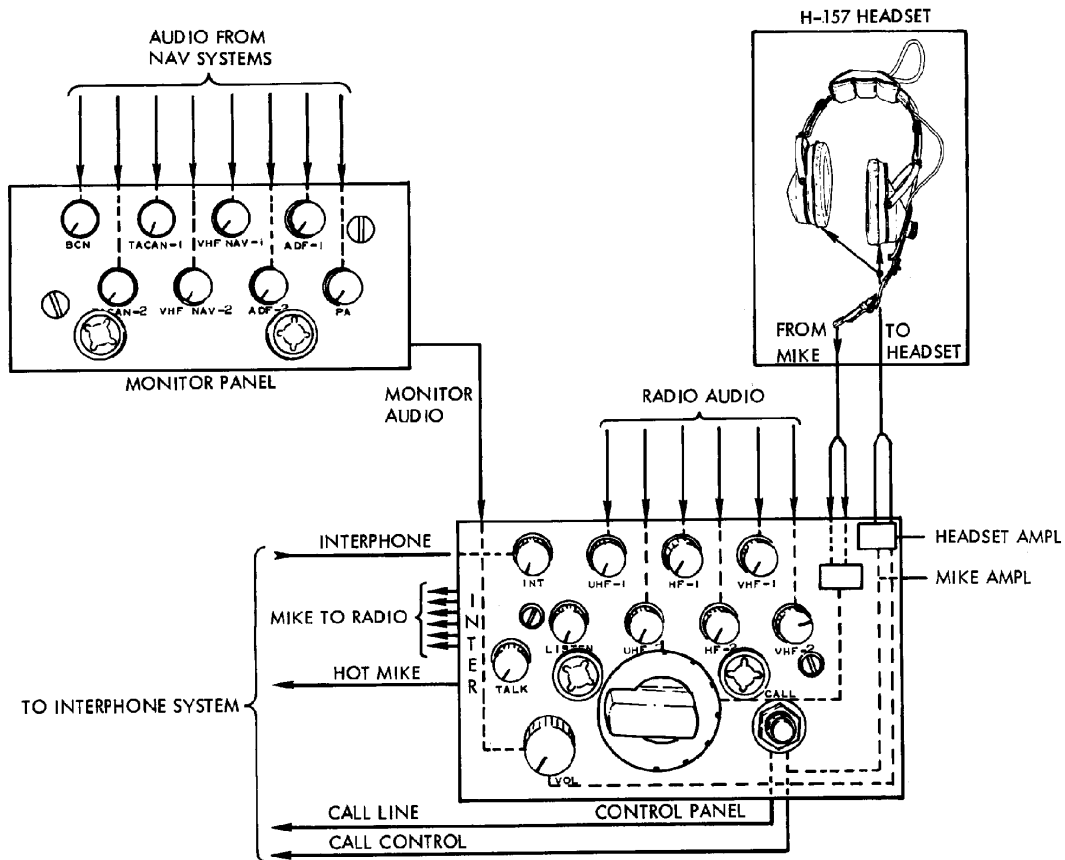 H-157 HEADSET
AUDIO FROM
NAV SYSTEMS
BCN
TACAN-1
VHF NAV-1
ADF-1
VHF NAV-2
PA
MONITOR PANEL
FROM
MIKE
TO
HEADSET
MONITOR
AUDIO
RADIO AUDIO
INTERPHONE
INT
UHF-1
HF-1
VHF-1
HEADSET AMPL
MIKE AMPL
MIKE TO RADIO
INTER
LISTEN
HF-2
VHF-2
HOT MIKE
TALK
CALL
TO INTERPHONE SYSTEM
VOL
CALL LINE
CONTROL PANEL
CALL CONTROL